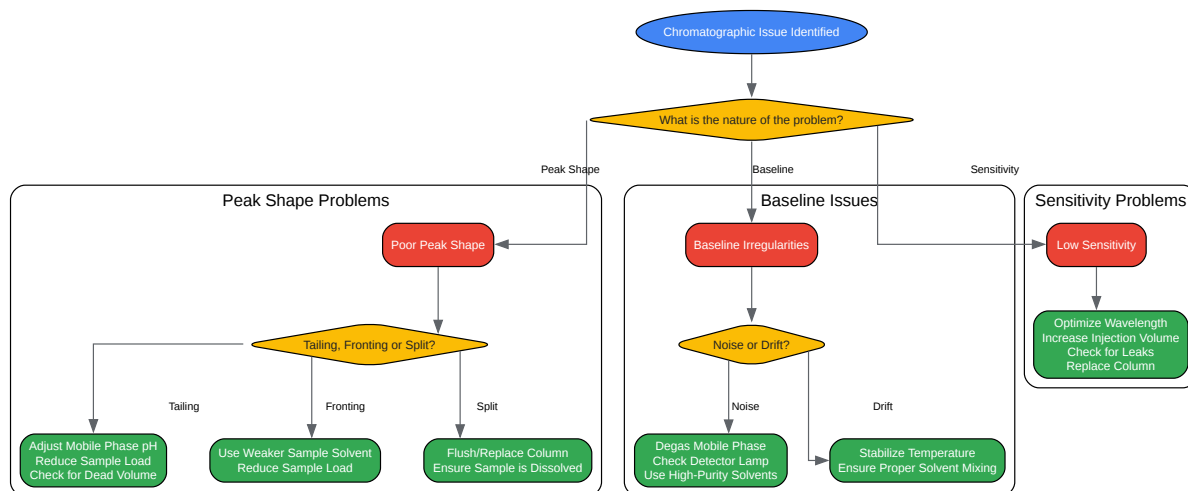 Chromatographic Issue Identified
What is the nature of the problem?
Peak Shape
Baseline
Sensitivity
Peak Shape Problems
Baseline Issues
Sensitivity Problems
Poor Peak Shape
Baseline Irregularities
Low Sensitivity
Optimize Wavelength
Increase Injection Volume
Check for Leaks
Replace Column
Tailing, Fronting or Split?
Noise or Drift?
Tailing
Fronting
Split
Noise
Drift
Adjust Mobile Phase pH
Reduce Sample Load
Check for Dead Volume
Use Weaker Sample Solvent
Reduce Sample Load
Flush/Replace Column
Ensure Sample is Dissolved
Degas Mobile Phase
Check Detector Lamp
Use High-Purity Solvents
Stabilize Temperature
Ensure Proper Solvent Mixing